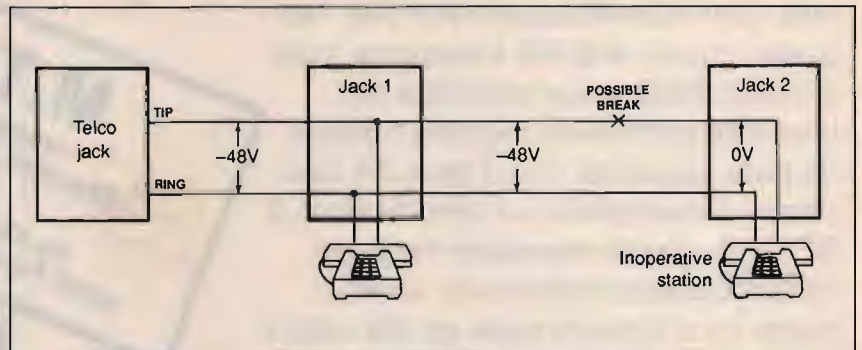 Telco
jack
TIP
RING
–48V
Jack 1
–48V
POSSIBLE
BREAK
Jack 2
0V
Inoperative
station